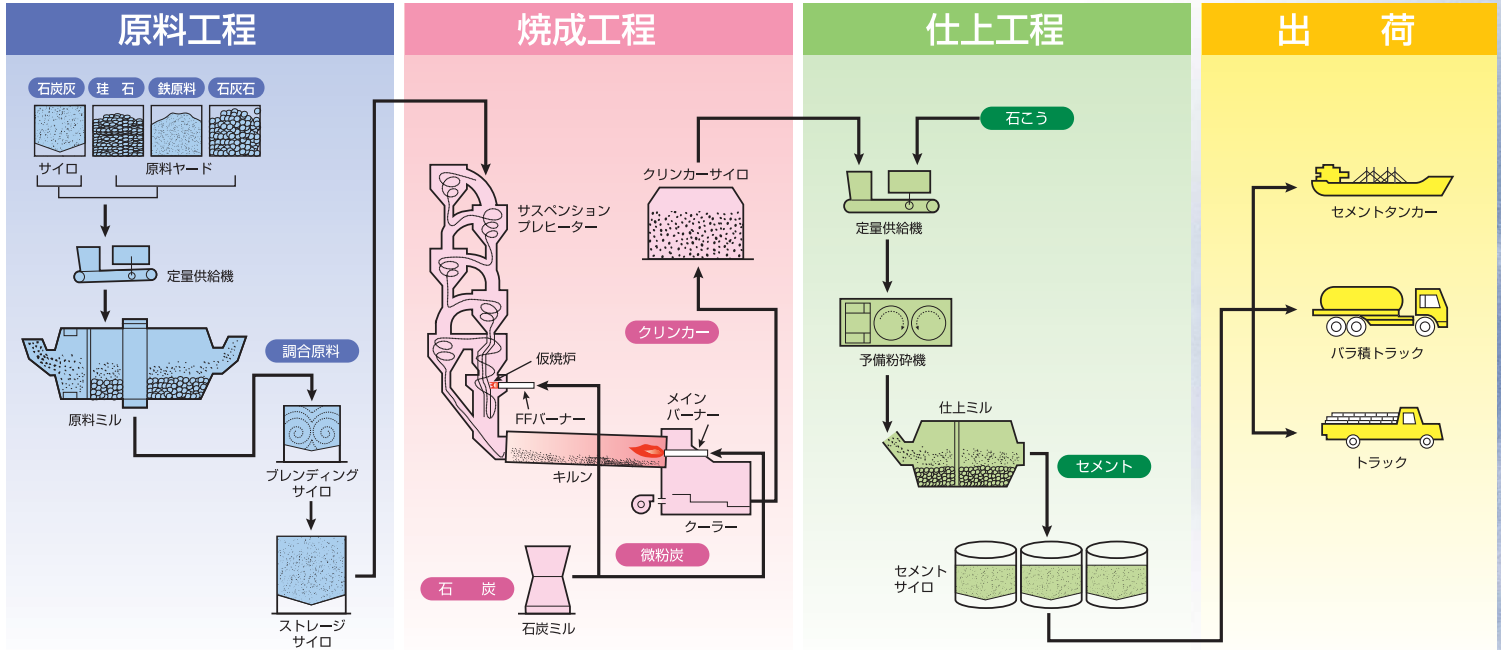 原料工程
石炭灰
珪　石
鉄原料
石灰石
サイロ
原料ヤード
定量供給機
原料ミル
調合原料
ブレンディング
サイロ
ストレージ
サイロ
焼成工程
サスペンション
プレヒーター
クリンカーサイロ
クリンカー
仮焼炉
FFバーナー
メイン
バーナー
キルン
クーラー
微粉炭
石　　炭
石炭ミル
仕上工程
石こう
定量供給機
予備粉砕機
仕上ミル
セメント
セメント
サイロ
出　　荷
セメントタンカー
バラ積トラック
トラック